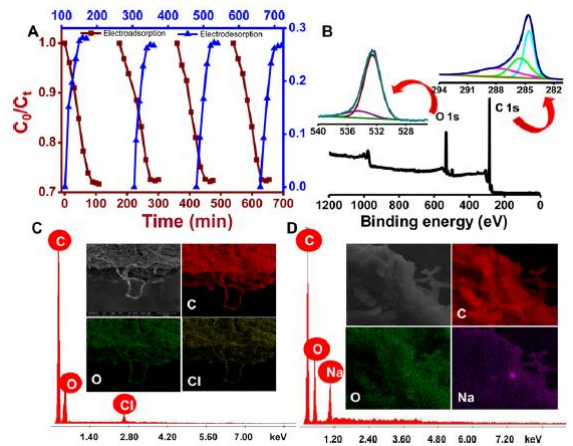 100 200 300 400 500 600 700
A
Electroadsorption
Electrodesorption
1.0
0.9
0.8
0.7
C₀/Cₜ
0.3
0.2
0.1
0.0
0 100 200 300 400 500 600 700
Time (min)
B
294 291 288 285 282
540 536 532 528
O 1s
C 1s
1200 1000 800 600 400 200 0
Binding energy (eV)
C
C
O
Cl
C
O
Cl
1.40 2.80 4.20 5.60 7.00 keV
D
C
O
Na
C
O
Na
1.20 2.40 3.60 4.80 6.00 keV